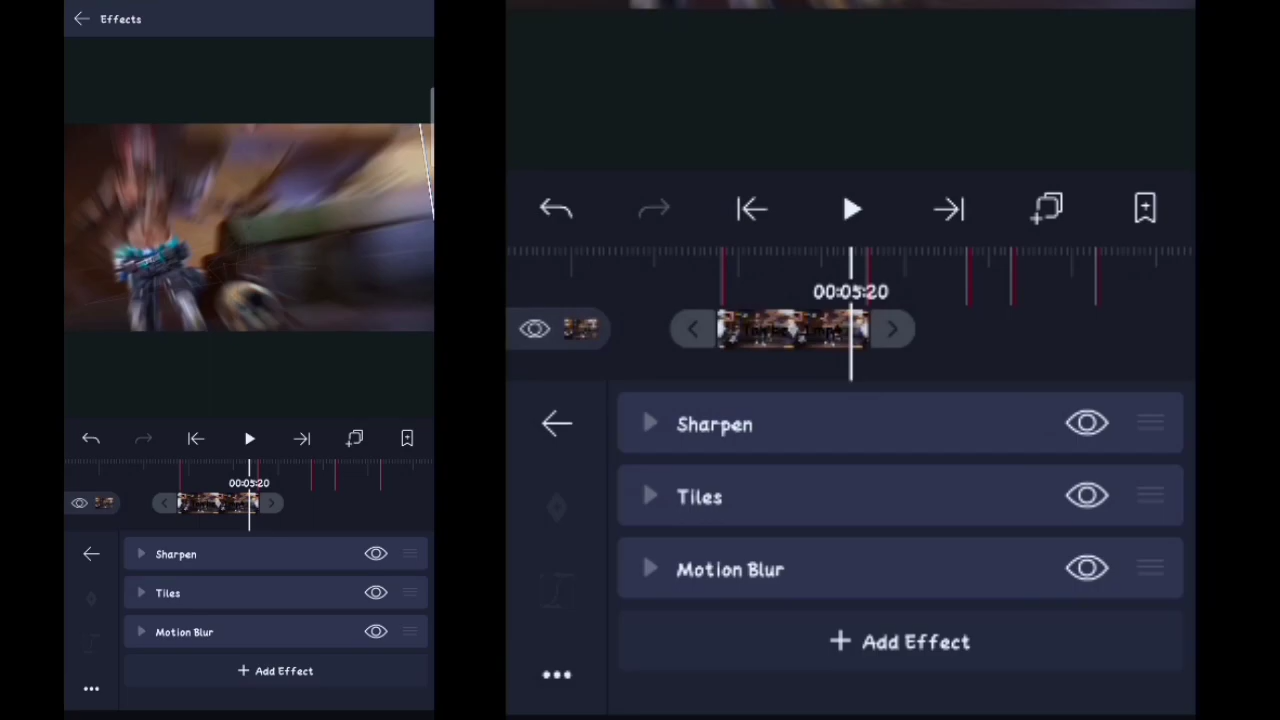 Effects
00:05:20
Sharpen
Tiles
Motion Blur
+ Add Effect
00:05:20
Sharpen
Tiles
Motion Blur
+ Add Effect